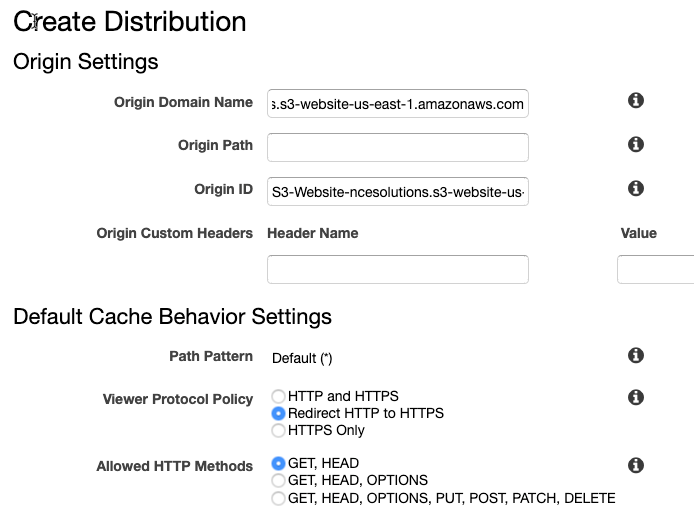 Create Distribution
Origin Settings
Origin Domain Name s.s3-website-us-east-1.amazonaws.com
Origin Path
Origin ID S3-Website-ncesolutions.s3-website-us-
Origin Custom Headers Header Name Value
Default Cache Behavior Settings
Path Pattern Default (*)
Viewer Protocol Policy HTTP and HTTPS
Redirect HTTP to HTTPS
HTTPS Only
Allowed HTTP Methods GET, HEAD
GET, HEAD, OPTIONS
GET, HEAD, OPTIONS, PUT, POST, PATCH, DELETE